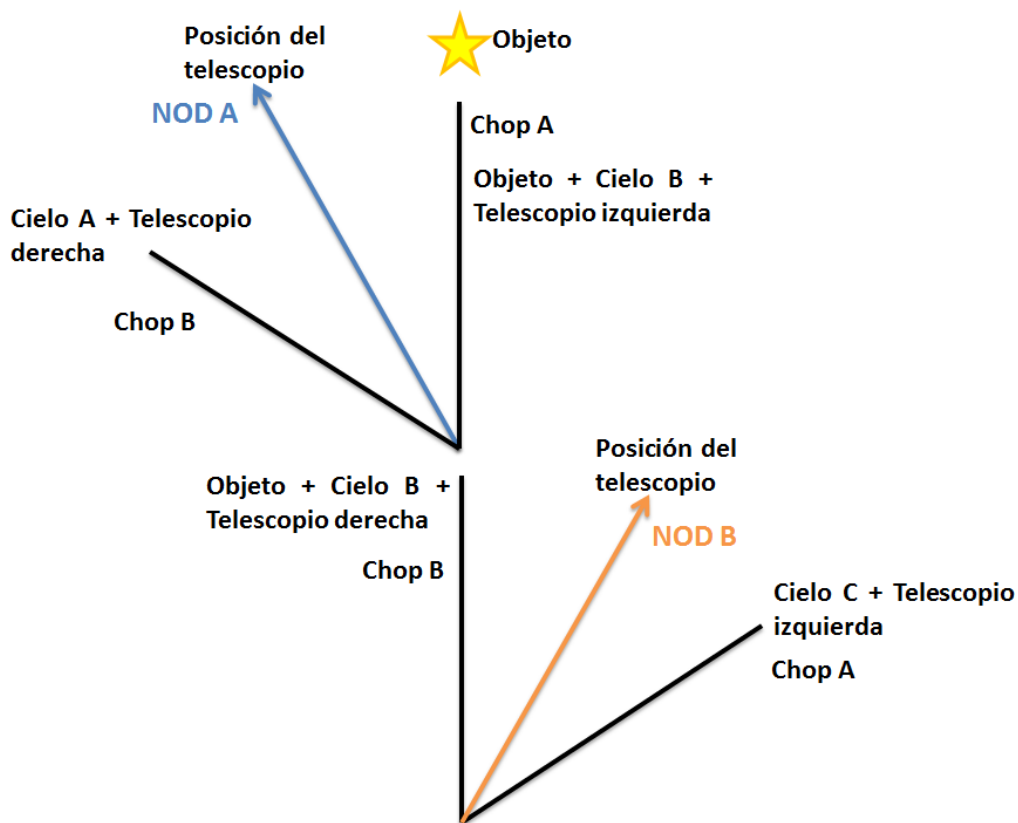 Posición del
telescopio
NOD A
Objeto
Chop A
Objeto + Cielo B +
Telescopio izquierda
Cielo A + Telescopio
derecha
Chop B
Objeto + Cielo B +
Telescopio derecha
Chop B
Posición del
telescopio
NOD B
Cielo C + Telescopio
izquierda
Chop A